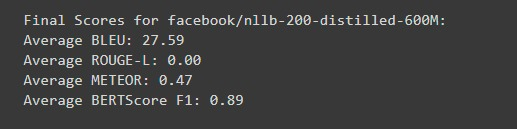 Final Scores for facebook/nllb-200-distilled-600M:
Average BLEU: 27.59
Average ROUGE-L: 0.00
Average METEOR: 0.47
Average BERTScore F1: 0.89